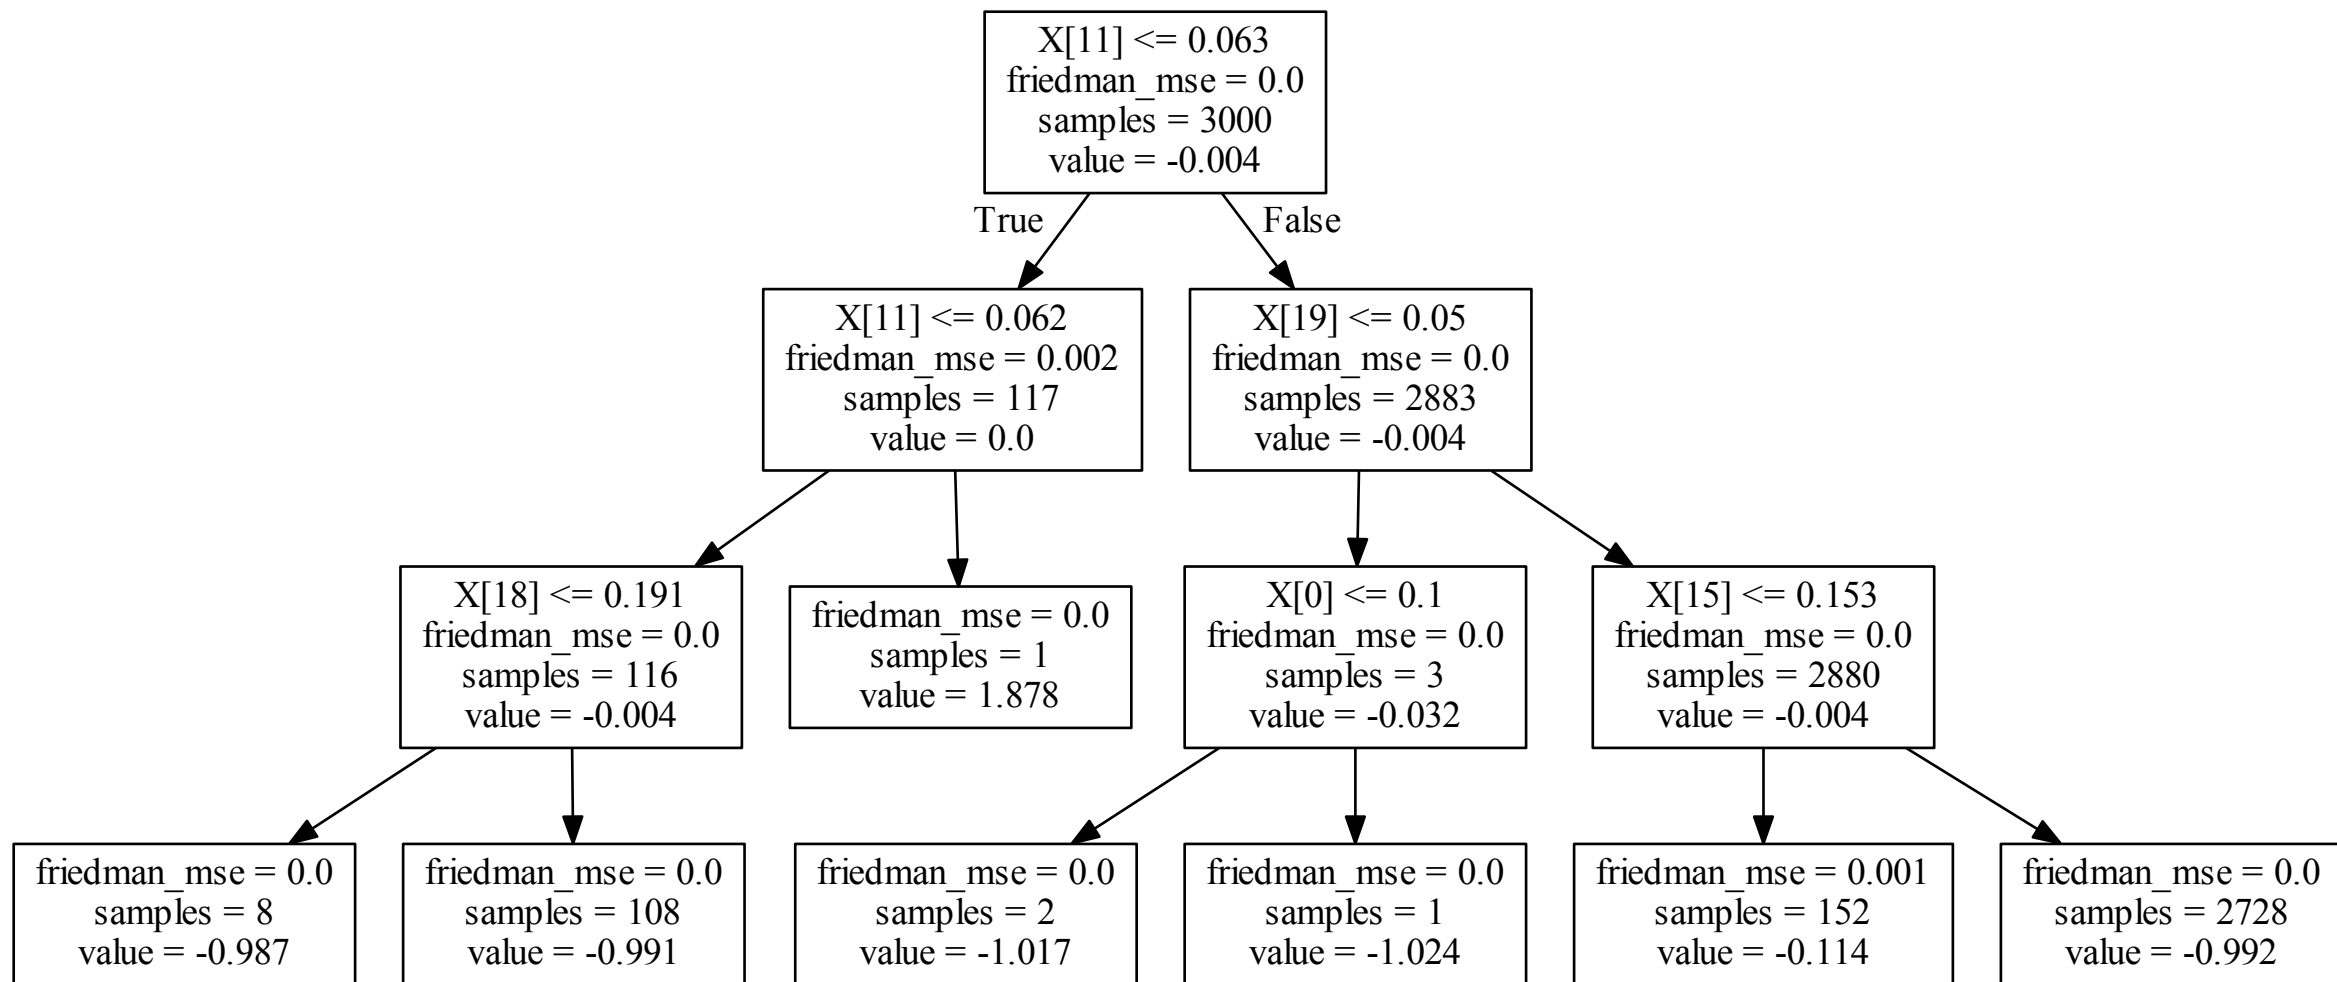 X[11] <= 0.063
friedman_mse = 0.0
samples = 3000
value = -0.004
True
False
X[11] <= 0.062
friedman_mse = 0.002
samples = 117
value = 0.0
X[19] <= 0.05
friedman_mse = 0.0
samples = 2883
value = -0.004
X[18] <= 0.191
friedman_mse = 0.0
samples = 116
value = -0.004
friedman_mse = 0.0
samples = 1
value = 1.878
X[0] <= 0.1
friedman_mse = 0.0
samples = 3
value = -0.032
X[15] <= 0.153
friedman_mse = 0.0
samples = 2880
value = -0.004
friedman_mse = 0.0
samples = 8
value = -0.987
friedman_mse = 0.0
samples = 108
value = -0.991
friedman_mse = 0.0
samples = 2
value = -1.017
friedman_mse = 0.0
samples = 1
value = -1.024
friedman_mse = 0.001
samples = 152
value = -0.114
friedman_mse = 0.0
samples = 2728
value = -0.992